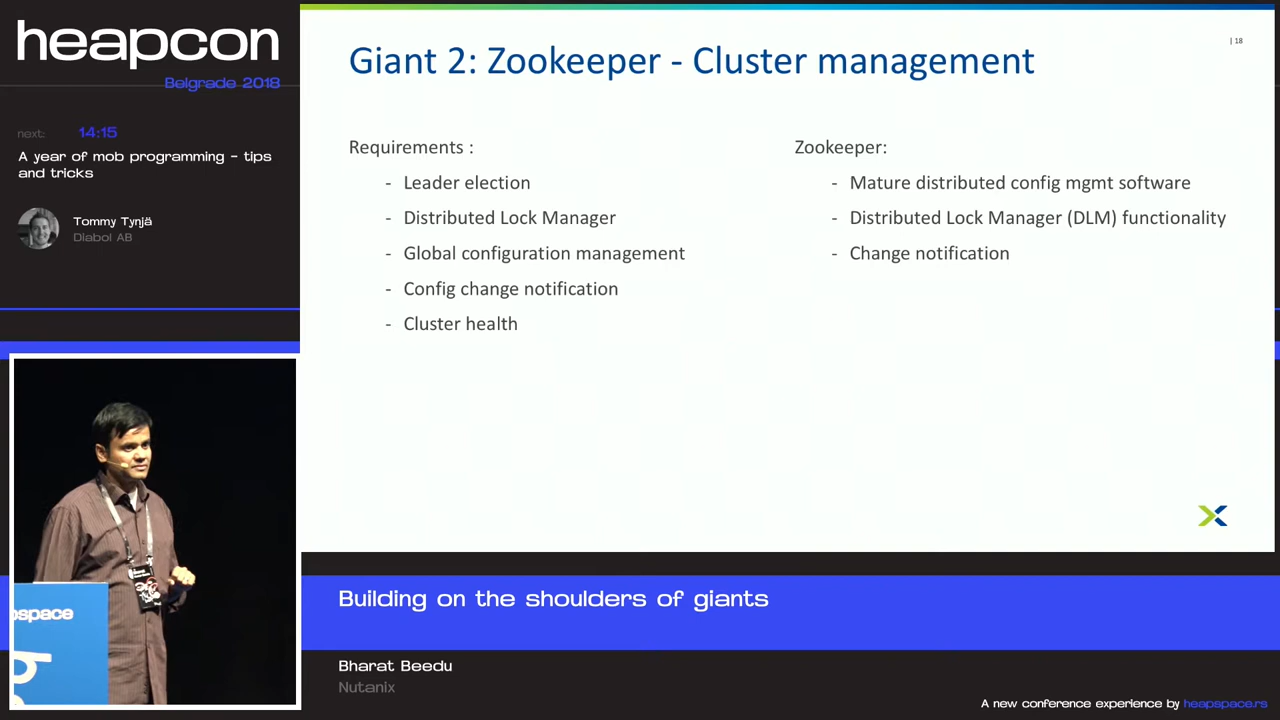 heapcon
Belgrade 2018
next: 14:15
A year of mob programming - tips
and tricks
Tommy Tynjä
Diabol AB
| 18
Giant 2: Zookeeper - Cluster management
Requirements :
- Leader election
- Distributed Lock Manager
- Global configuration management
- Config change notification
- Cluster health
Zookeeper:
- Mature distributed config mgmt software
- Distributed Lock Manager (DLM) functionality
- Change notification
pspace
Building on the shoulders of giants
Bharat Beedu
Nutanix
A new conference experience by heapspace.rs